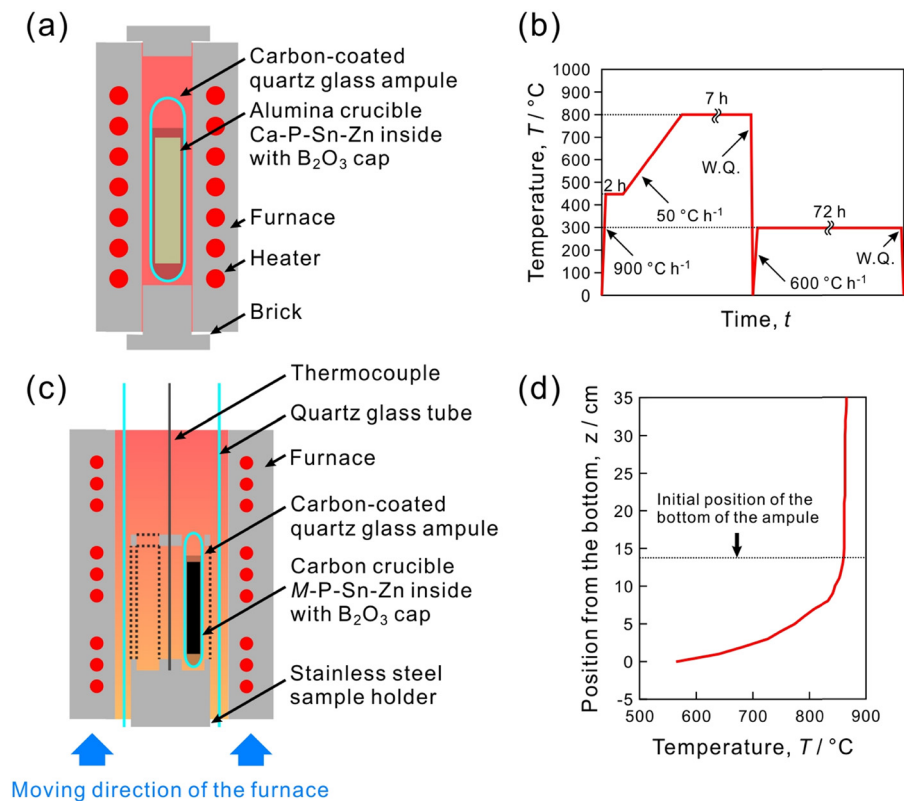 (a)
Carbon-coated
quartz glass ampule
Alumina crucible
Ca-P-Sn-Zn inside
with B₂O₃ cap
Furnace
Heater
Brick
(b)
Temperature, T / °C
1000
900
800
700
600
500
400
300
200
100
0
2 h
7 h
W.Q.
50 °C h⁻¹
900 °C h⁻¹
72 h
600 °C h⁻¹
W.Q.
Time, t
(c)
Thermocouple
Quartz glass tube
Furnace
Carbon-coated
quartz glass ampule
Carbon crucible
M-P-Sn-Zn inside
with B₂O₃ cap
Stainless steel
sample holder
Moving direction of the furnace
(d)
Position from the bottom, z / cm
35
30
25
20
15
10
5
0
-5
Initial position of the
bottom of the ampule
500 600 700 800 900
Temperature, T / °C